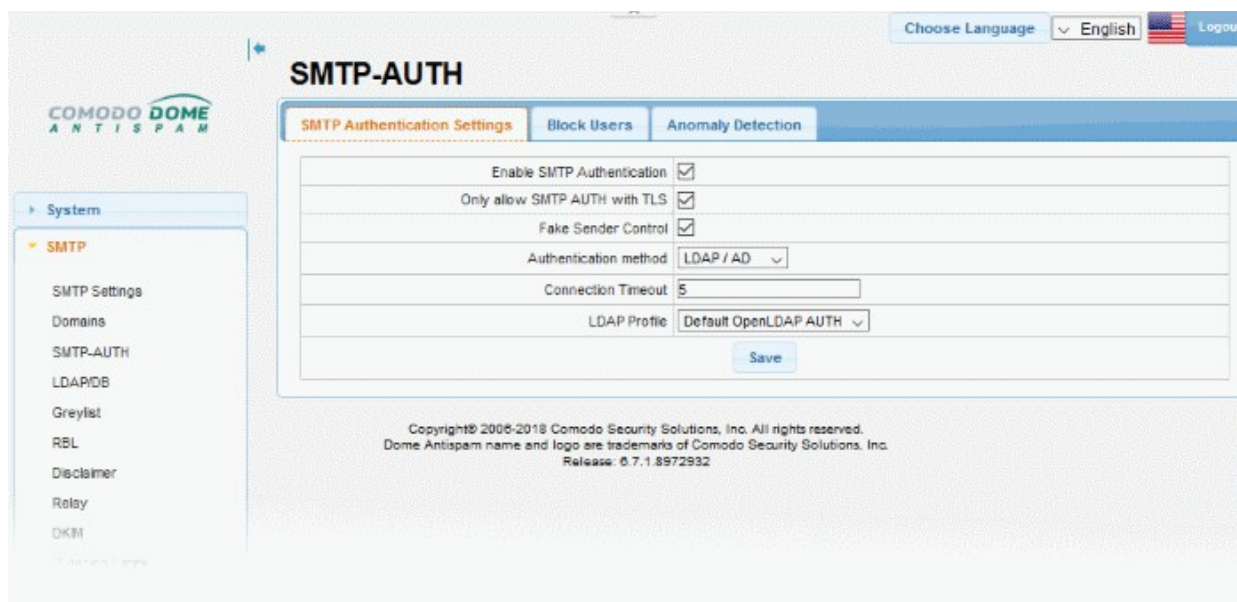 Choose Language
English
Logou
SMTP-AUTH
COMODO DOME
ANTISPAM
SMTP Authentication Settings
Block Users
Anomaly Detection
Enable SMTP Authentication
Only allow SMTP AUTH with TLS
Fake Sender Control
Authentication method LDAP / AD
Connection Timeout 5
LDAP Profile Default OpenLDAP AUTH
Save
System
SMTP
SMTP Settings
Domains
SMTP-AUTH
LDAP/DB
Greylist
RBL
Disclaimer
Relay
DKIM
Copyright© 2006-2018 Comodo Security Solutions, Inc. All rights reserved.
Dome Antispam name and logo are trademarks of Comodo Security Solutions, Inc.
Release: 6.7.1.8972932